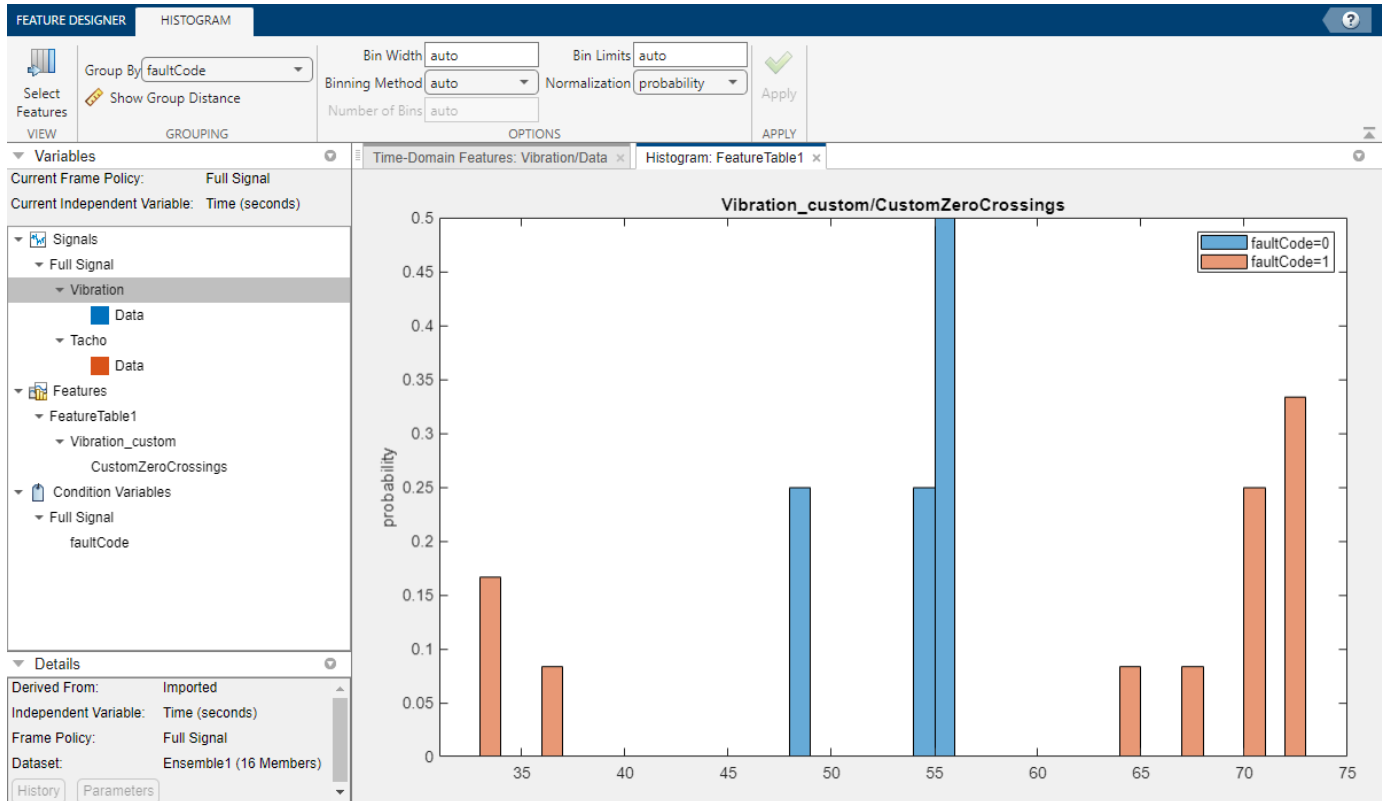 FEATURE DESIGNER HISTOGRAM
?
Select
Features
VIEW
Group By faultCode
Show Group Distance
GROUPING
Bin Width auto Bin Limits auto
Binning Method auto Normalization probability
Number of Bins auto
OPTIONS
Apply
APPLY
Variables
Current Frame Policy: Full Signal
Current Independent Variable: Time (seconds)
Signals
Full Signal
Vibration
Data
Tacho
Data
Features
FeatureTable1
Vibration_custom
CustomZeroCrossings
Condition Variables
Full Signal
faultCode
Details
Derived From: Imported
Independent Variable: Time (seconds)
Frame Policy: Full Signal
Dataset: Ensemble1 (16 Members)
History Parameters
Time-Domain Features: Vibration/Data × Histogram: FeatureTable1 ×
Vibration_custom/CustomZeroCrossings
faultCode=0
faultCode=1
probability
0.5
0.45
0.4
0.35
0.3
0.25
0.2
0.15
0.1
0.05
0
35 40 45 50 55 60 65 70 75